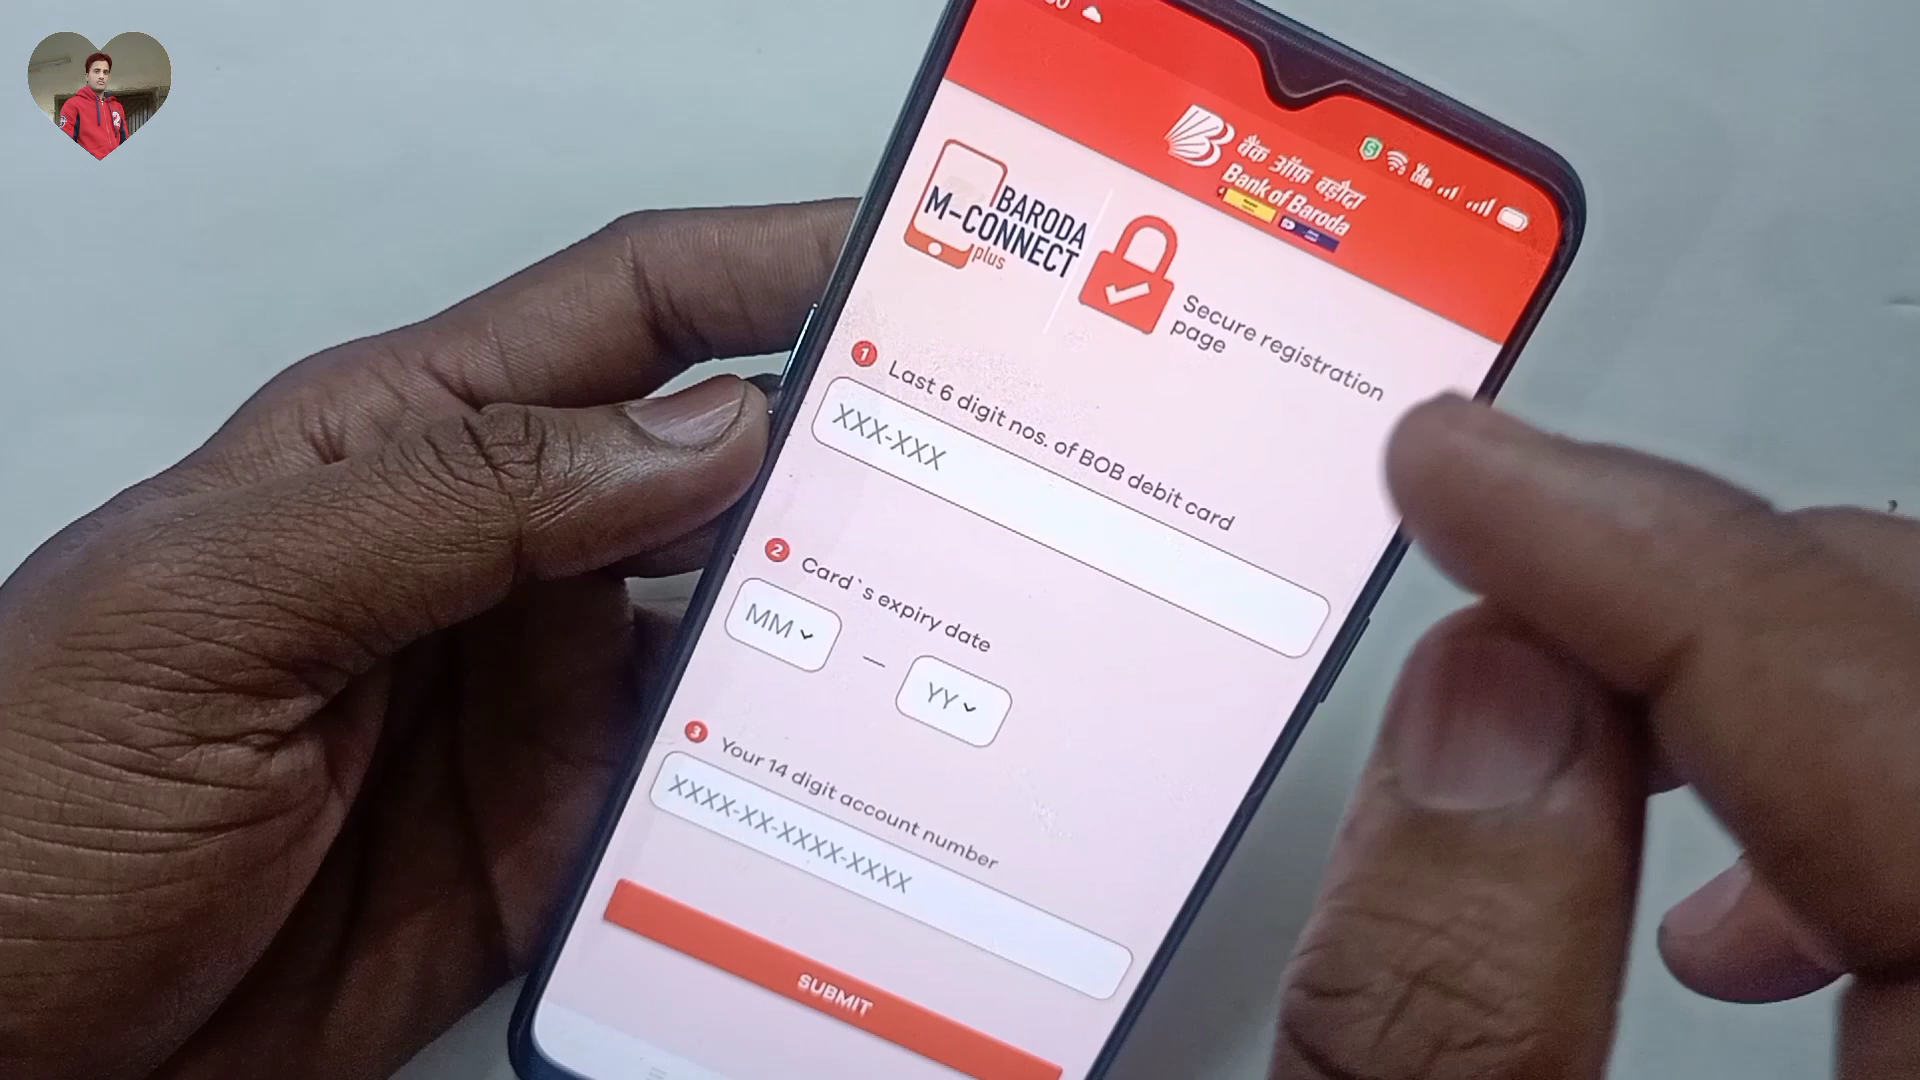 बैंक ऑफ़ बड़ौदा
Bank of Baroda
BARODA
M-CONNECT
plus
Secure registration
page
1 Last 6 digit nos. of BOB debit card
XXX-XXX
2 Card`s expiry date
MM
—
YY
3 Your 14 digit account number
XXXX-XX-XXXX-XXXX
SUBMIT